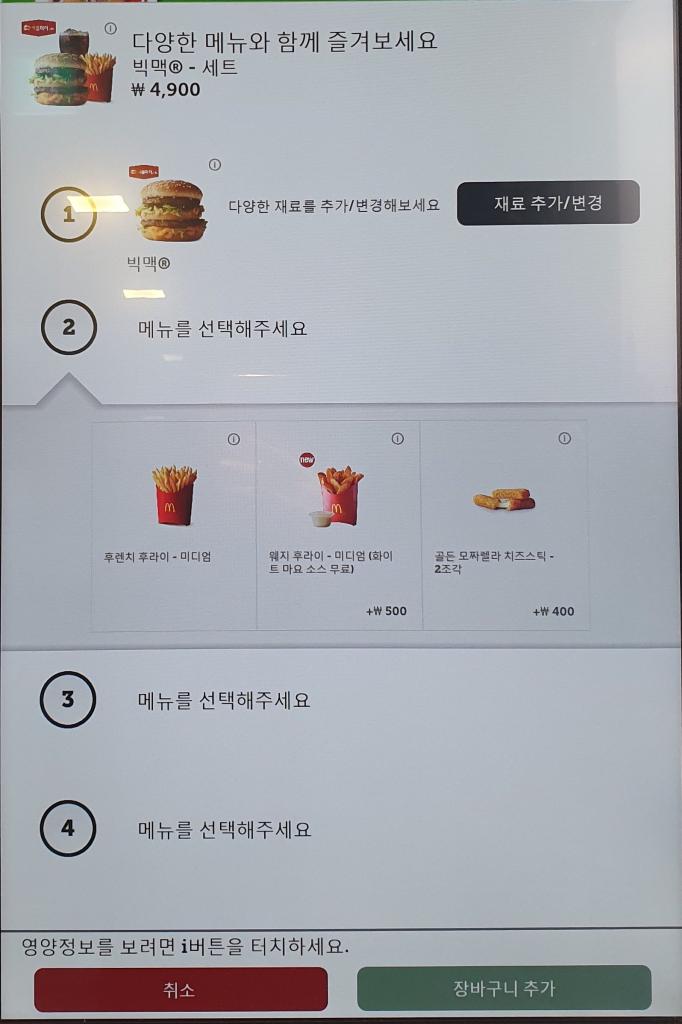 다양한 메뉴와 함께 즐겨보세요
빅맥® - 세트
₩ 4,900
1
다양한 재료를 추가/변경해보세요
재료 추가/변경
빅맥®
2
메뉴를 선택해주세요
후렌치 후라이 - 미디엄
new
웨지 후라이 - 미디엄 (화이
트 마요 소스 무료)
+₩ 500
골든 모짜렐라 치즈스틱 -
2조각
+₩ 400
3
메뉴를 선택해주세요
4
메뉴를 선택해주세요
영양정보를 보려면 i버튼을 터치하세요.
취소
장바구니 추가